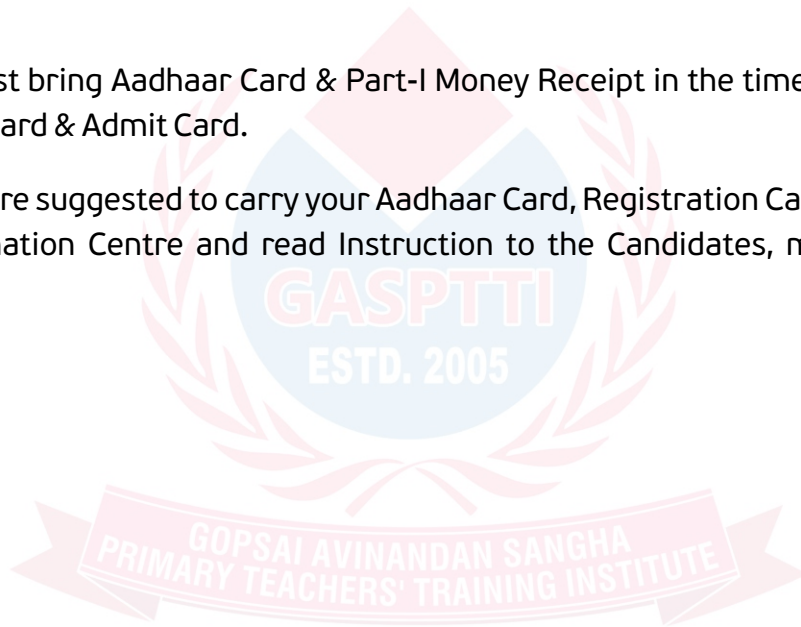 st bring Aadhaar Card & Part-I Money Receipt in the time
ard & Admit Card.
re suggested to carry your Aadhaar Card, Registration Ca
nation Centre and read Instruction to the Candidates, m
GASPTTI
ESTD. 2005
GOPSAI AVINANDAN SANGHA
PRIMARY TEACHERS' TRAINING INSTITUTE